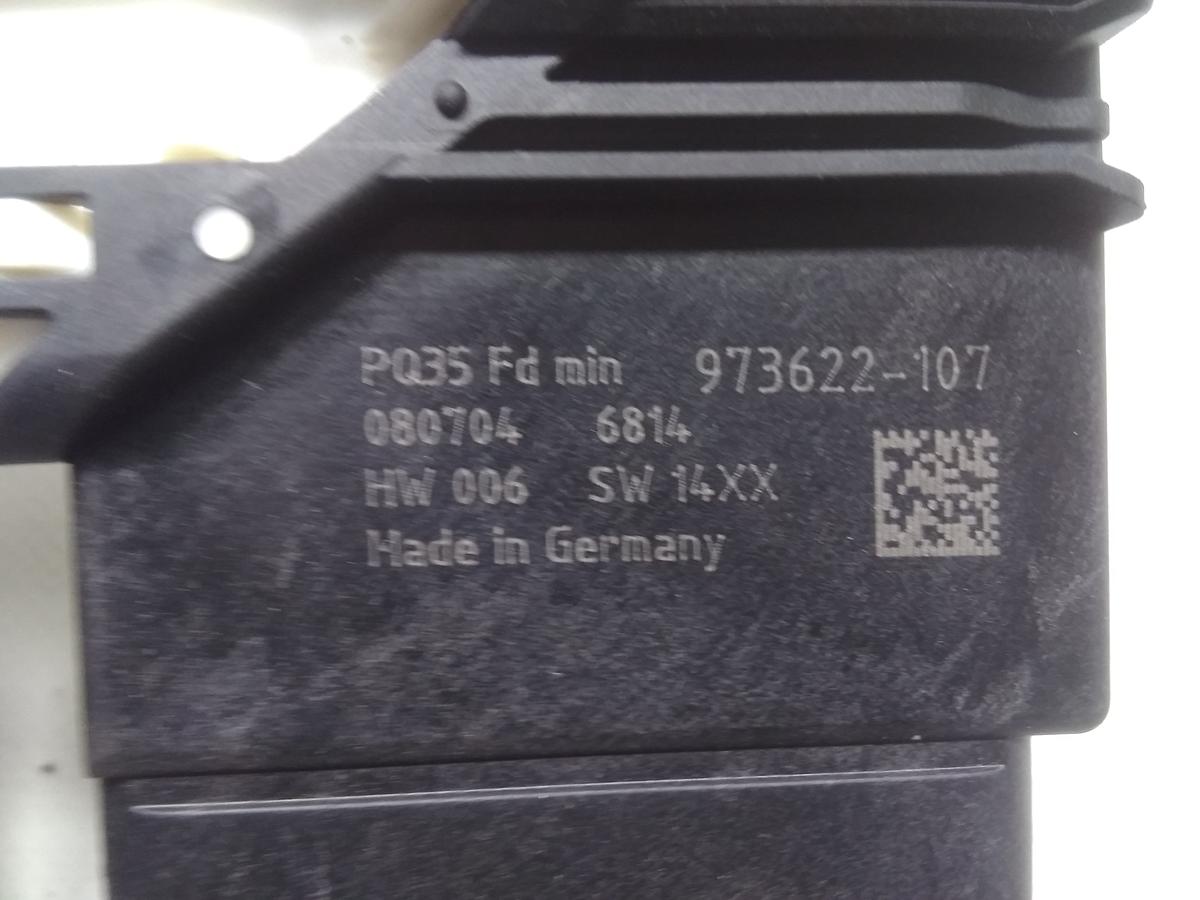 PQ35 Fd min 973622-107
080704 6814
HW 006 SW 14XX
Made in Germany